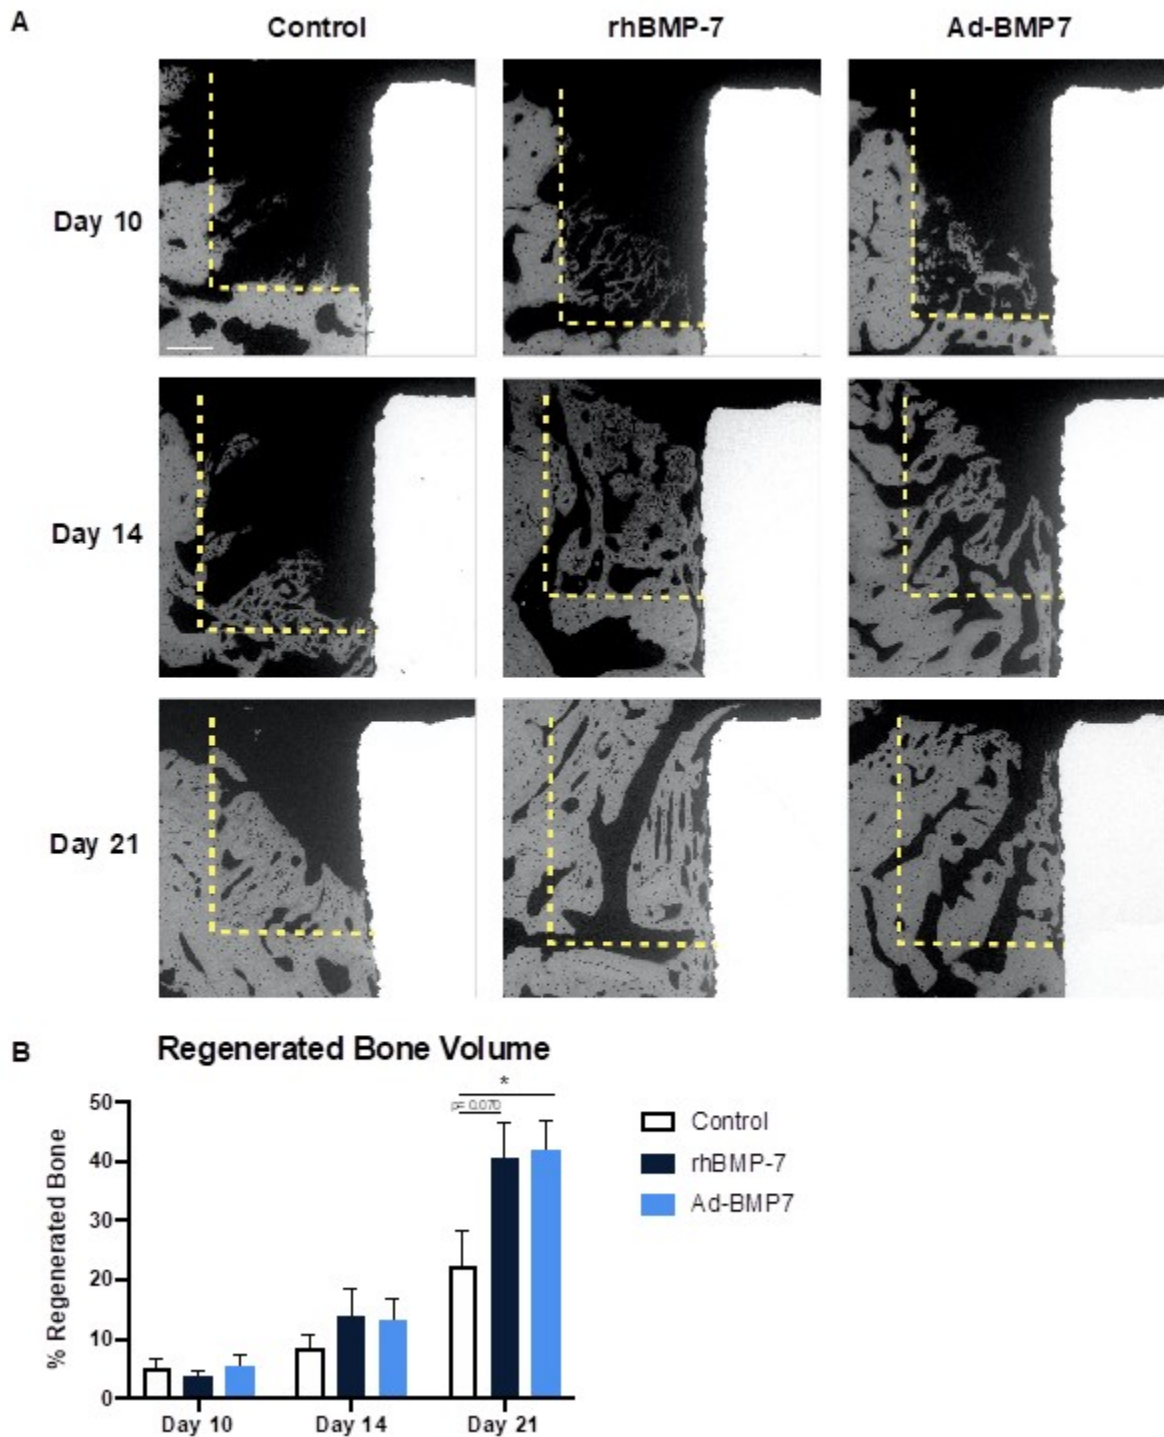 A
Control rhBMP-7 Ad-BMP7
Day 10
Day 14
Day 21
B
Regenerated Bone Volume
*
p= 0.070
50
40
30
20
10
0
% Regenerated Bone
Day 10 Day 14 Day 21
Control
rhBMP-7
Ad-BMP7